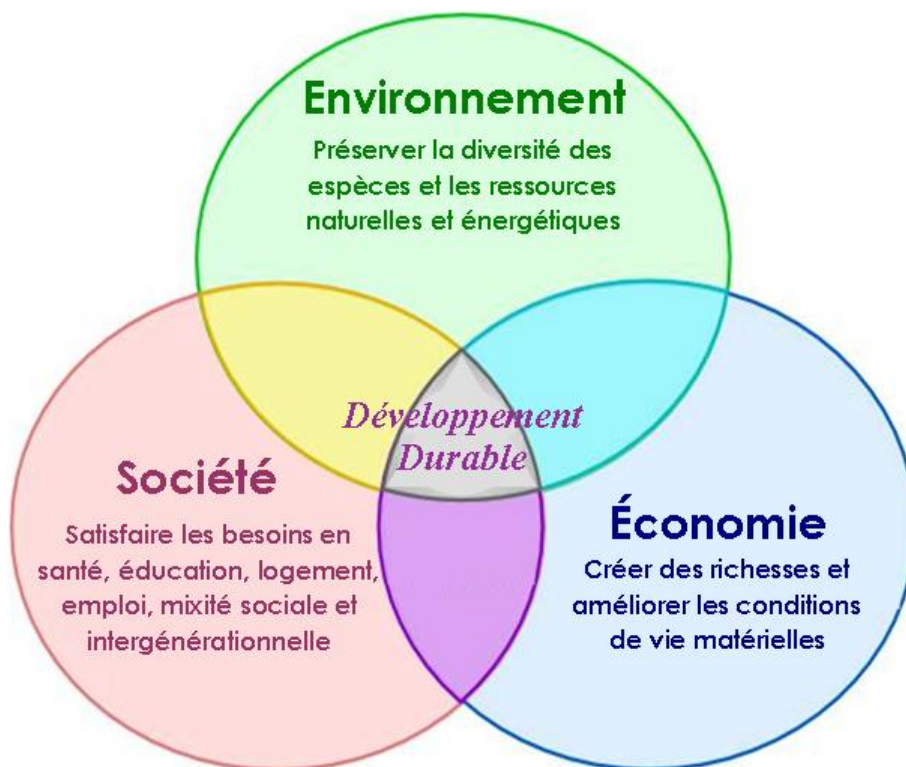 Environnement
Préserver la diversité des
espèces et les ressources
naturelles et énergétiques
Développement
Durable
Société
Satisfaire les besoins en
santé, éducation, logement,
emploi, mixité sociale et
intergénérationnelle
Économie
Créer des richesses et
améliorer les conditions
de vie matérielles